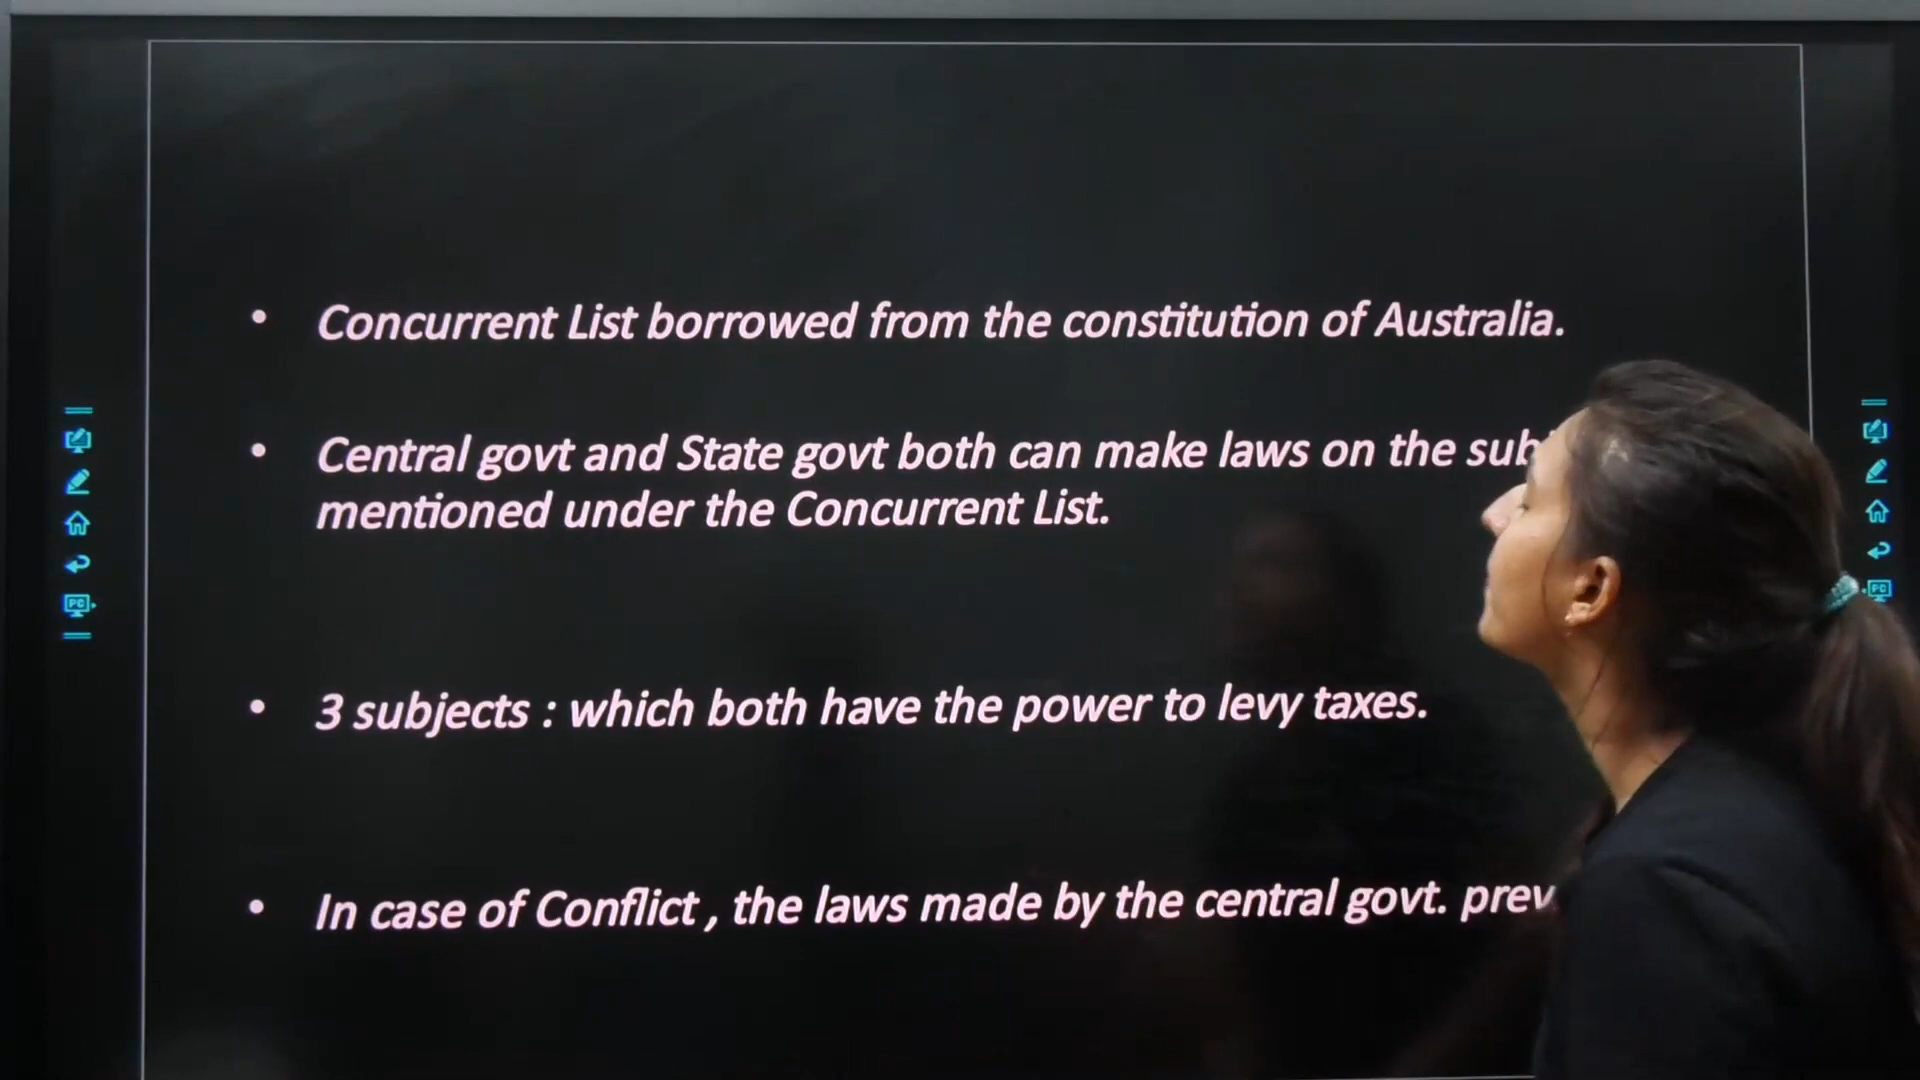 Concurrent List borrowed from the constitution of Australia.
Central govt and State govt both can make laws on the
mentioned under the Concurrent List.
3 subjects : which both have the power to levy taxes.
In case of Conflict , the laws made by the central govt.
PC
PC